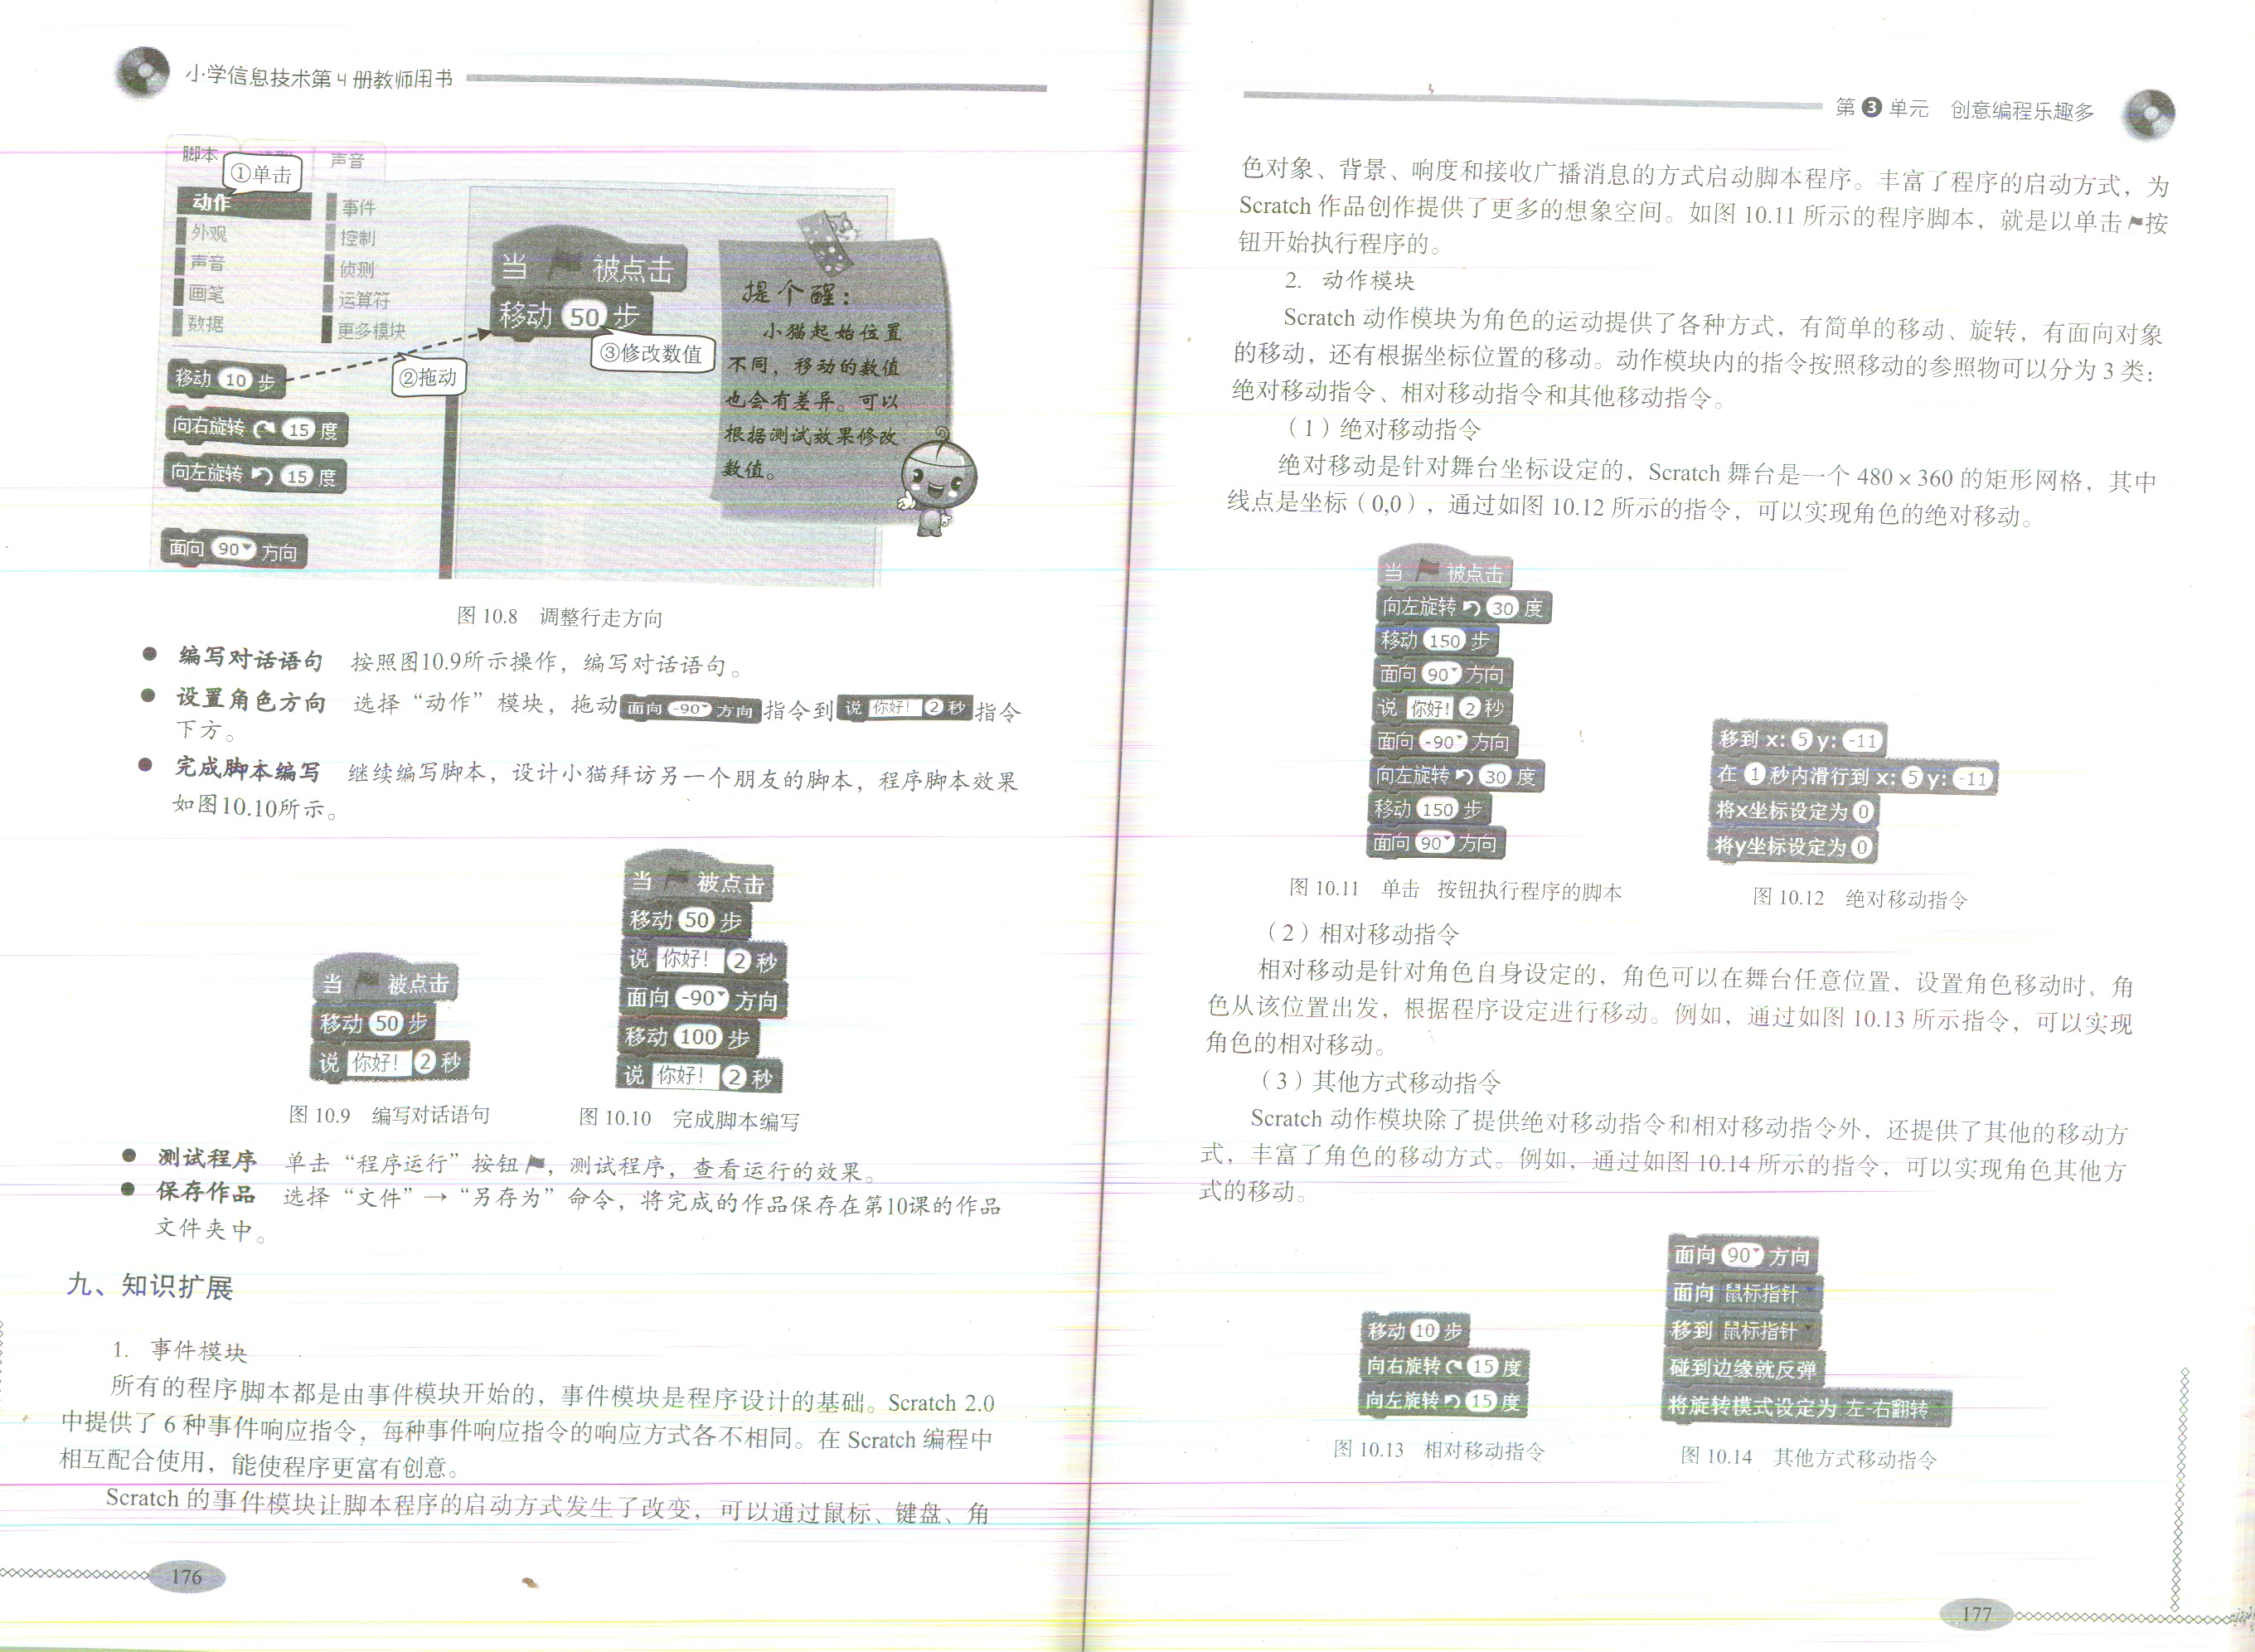 小学信息技术第4册教师用书
脚本
声音
①单击
动作
事件
外观
控制
声音
侦测
画笔
运算符
数据
更多模块
移动 10 步
②拖动
向右旋转 15 度
向左旋转 15 度
面向 90 方向
当 被点击
移动 50 步
③修改数值
提个醒：
小猫起始位置
不同，移动的数值
也会有差异。可以
根据测试效果修改
数值。
图 10.8 调整行走方向
● 编写对话语句 按照图10.9所示操作，编写对话语句。
● 设置角色方向 选择“动作”模块，拖动 面向 -90 方向 指令到 说 你好！ 2 秒 指令
下方。
● 完成脚本编写 继续编写脚本，设计小猫拜访另一个朋友的脚本，程序脚本效果
如图10.10所示。
当 被点击
移动 50 步
说 你好！ 2 秒
图 10.9 编写对话语句
当 被点击
移动 50 步
说 你好！ 2 秒
面向 -90 方向
移动 100 步
说 你好！ 2 秒
图 10.10 完成脚本编写
● 测试程序 单击“程序运行”按钮，测试程序，查看运行的效果。
● 保存作品 选择“文件”→“另存为”命令，将完成的作品保存在第10课的作品
文件夹中。
九、知识扩展
1. 事件模块
所有的程序脚本都是由事件模块开始的，事件模块是程序设计的基础。Scratch 2.0
中提供了 6 种事件响应指令，每种事件响应指令的响应方式各不相同。在 Scratch 编程中
相互配合使用，能使程序更富有创意。
Scratch 的事件模块让脚本程序的启动方式发生了改变，可以通过鼠标、键盘、角
176
第 3 单元 创意编程乐趣多
色对象、背景、响度和接收广播消息的方式启动脚本程序。丰富了程序的启动方式，为
Scratch 作品创作提供了更多的想象空间。如图 10.11 所示的程序脚本，就是以单击按
钮开始执行程序的。
2. 动作模块
Scratch 动作模块为角色的运动提供了各种方式，有简单的移动、旋转，有面向对象
的移动，还有根据坐标位置的移动。动作模块内的指令按照移动的参照物可以分为 3 类：
绝对移动指令、相对移动指令和其他移动指令。
（1）绝对移动指令
绝对移动是针对舞台坐标设定的，Scratch 舞台是一个 480 × 360 的矩形网格，其中
线点是坐标（0,0），通过如图 10.12 所示的指令，可以实现角色的绝对移动。
当 被点击
向左旋转 30 度
移动 150 步
面向 90 方向
说 你好！ 2 秒
面向 -90 方向
向左旋转 30 度
移动 150 步
面向 90 方向
图 10.11 单击 按钮执行程序的脚本
移到 x: 5 y: -11
在 1 秒内滑行到 x: 5 y: -11
将x坐标设定为 0
将y坐标设定为 0
图 10.12 绝对移动指令
（2）相对移动指令
相对移动是针对角色自身设定的，角色可以在舞台任意位置，设置角色移动时，角
色从该位置出发，根据程序设定进行移动。例如，通过如图 10.13 所示指令，可以实现
角色的相对移动。
（3）其他方式移动指令
Scratch 动作模块除了提供绝对移动指令和相对移动指令外，还提供了其他的移动方
式，丰富了角色的移动方式。例如，通过如图 10.14 所示的指令，可以实现角色其他方
式的移动。
移动 10 步
向右旋转 15 度
向左旋转 15 度
图 10.13 相对移动指令
面向 90 方向
面向 鼠标指针
移到 鼠标指针
碰到边缘就反弹
将旋转模式设定为 左-右翻转
图 10.14 其他方式移动指令
177